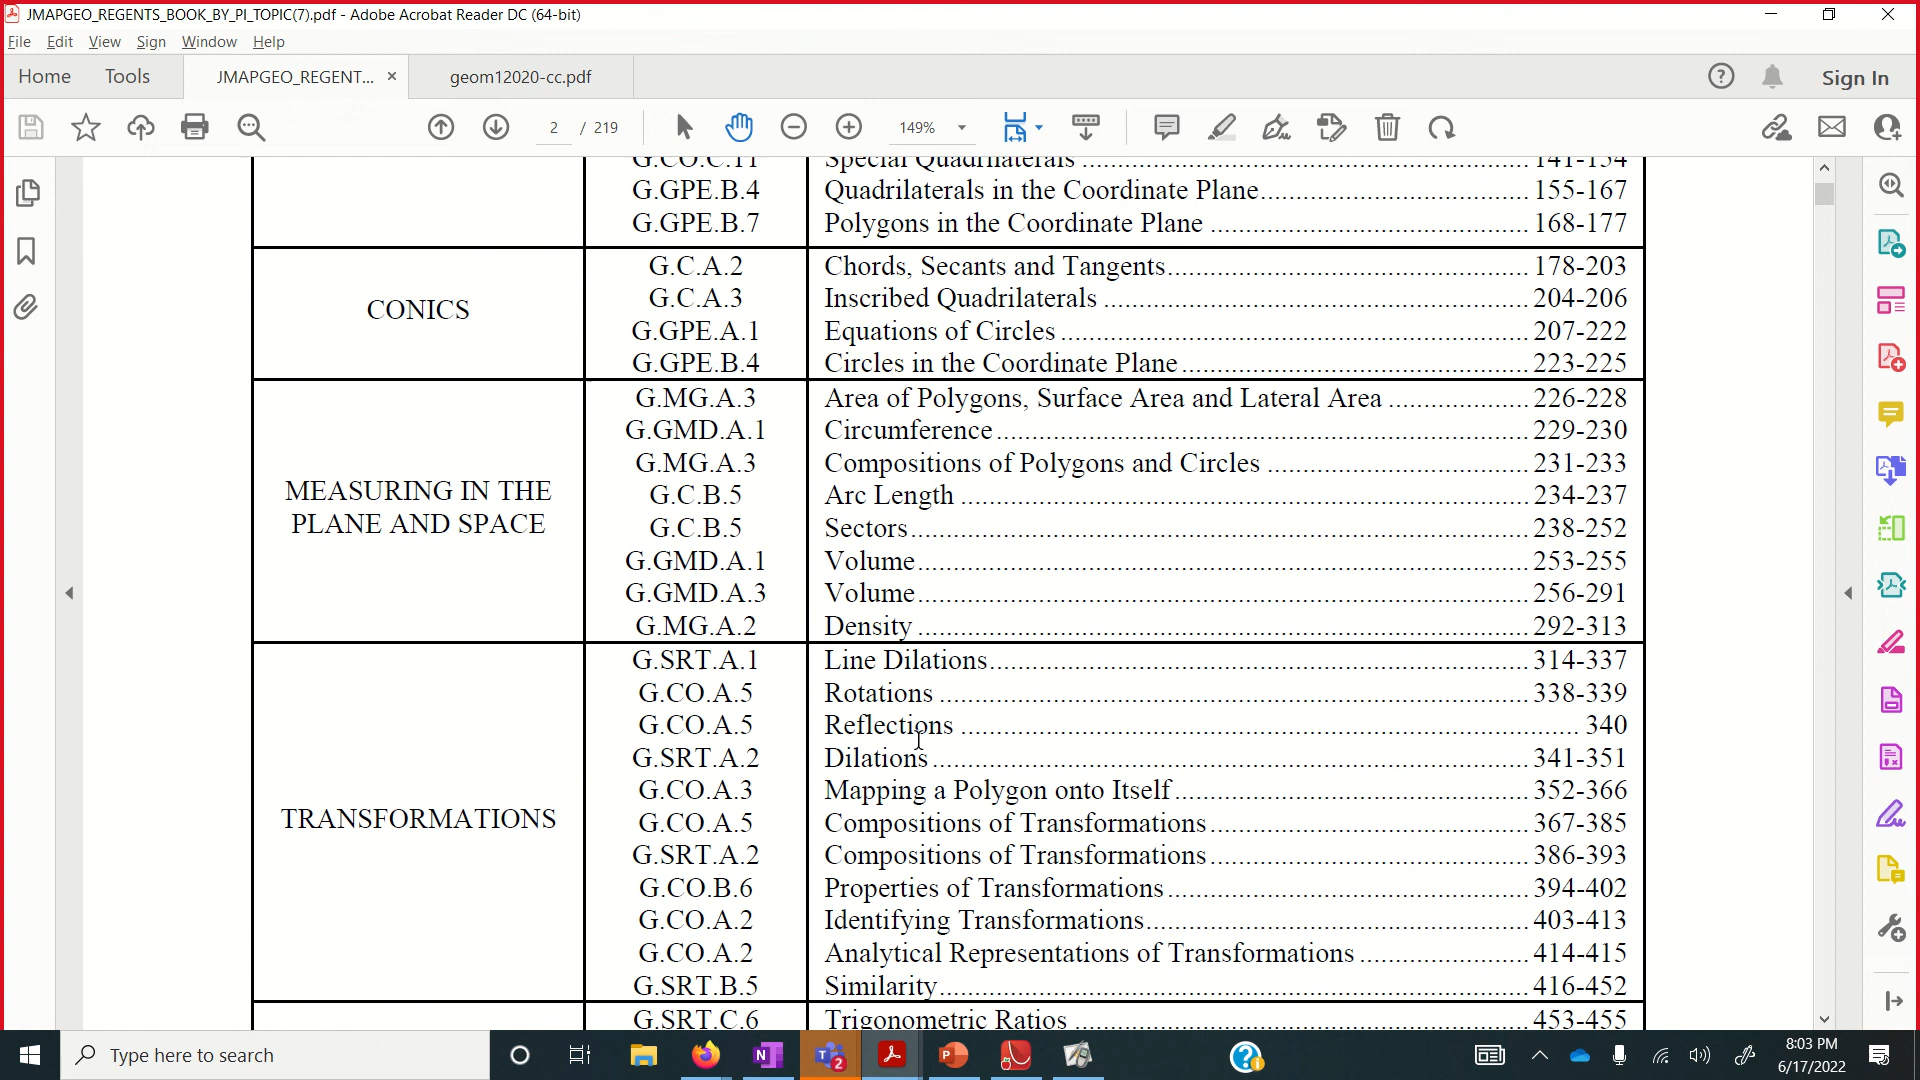 JMAPGEO_REGENTS_BOOK_BY_PI_TOPIC(7).pdf - Adobe Acrobat Reader DC (64-bit)
File Edit View Sign Window Help
Home Tools JMAPGEO_REGENT... × geom12020-cc.pdf Sign In
2 / 219 149%
G.CO.C.11 Special Quadrilaterals ........ 141-154
G.GPE.B.4 Quadrilaterals in the Coordinate Plane........ 155-167
G.GPE.B.7 Polygons in the Coordinate Plane ........ 168-177
CONICS
G.C.A.2 Chords, Secants and Tangents........ 178-203
G.C.A.3 Inscribed Quadrilaterals ........ 204-206
G.GPE.A.1 Equations of Circles ........ 207-222
G.GPE.B.4 Circles in the Coordinate Plane ........ 223-225
MEASURING IN THE
PLANE AND SPACE
G.MG.A.3 Area of Polygons, Surface Area and Lateral Area ........ 226-228
G.GMD.A.1 Circumference........ 229-230
G.MG.A.3 Compositions of Polygons and Circles ........ 231-233
G.C.B.5 Arc Length ........ 234-237
G.C.B.5 Sectors........ 238-252
G.GMD.A.1 Volume........ 253-255
G.GMD.A.3 Volume........ 256-291
G.MG.A.2 Density ........ 292-313
TRANSFORMATIONS
G.SRT.A.1 Line Dilations........ 314-337
G.CO.A.5 Rotations ........ 338-339
G.CO.A.5 Reflections ........ 340
G.SRT.A.2 Dilations........ 341-351
G.CO.A.3 Mapping a Polygon onto Itself........ 352-366
G.CO.A.5 Compositions of Transformations........ 367-385
G.SRT.A.2 Compositions of Transformations........ 386-393
G.CO.B.6 Properties of Transformations........ 394-402
G.CO.A.2 Identifying Transformations........ 403-413
G.CO.A.2 Analytical Representations of Transformations ........ 414-415
G.SRT.B.5 Similarity........ 416-452
G.SRT.C.6 Trigonometric Ratios ........ 453-455
Type here to search
8:03 PM
6/17/2022